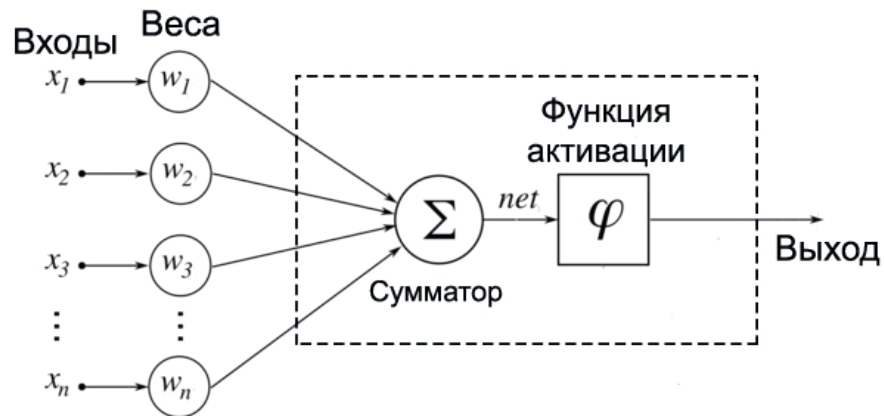 Веса
Входы
x₁ w₁
x₂ w₂
x₃ w₃
⋮ ⋮
xₙ wₙ
Σ
Сумматор
net
Функция
активации
φ
Выход